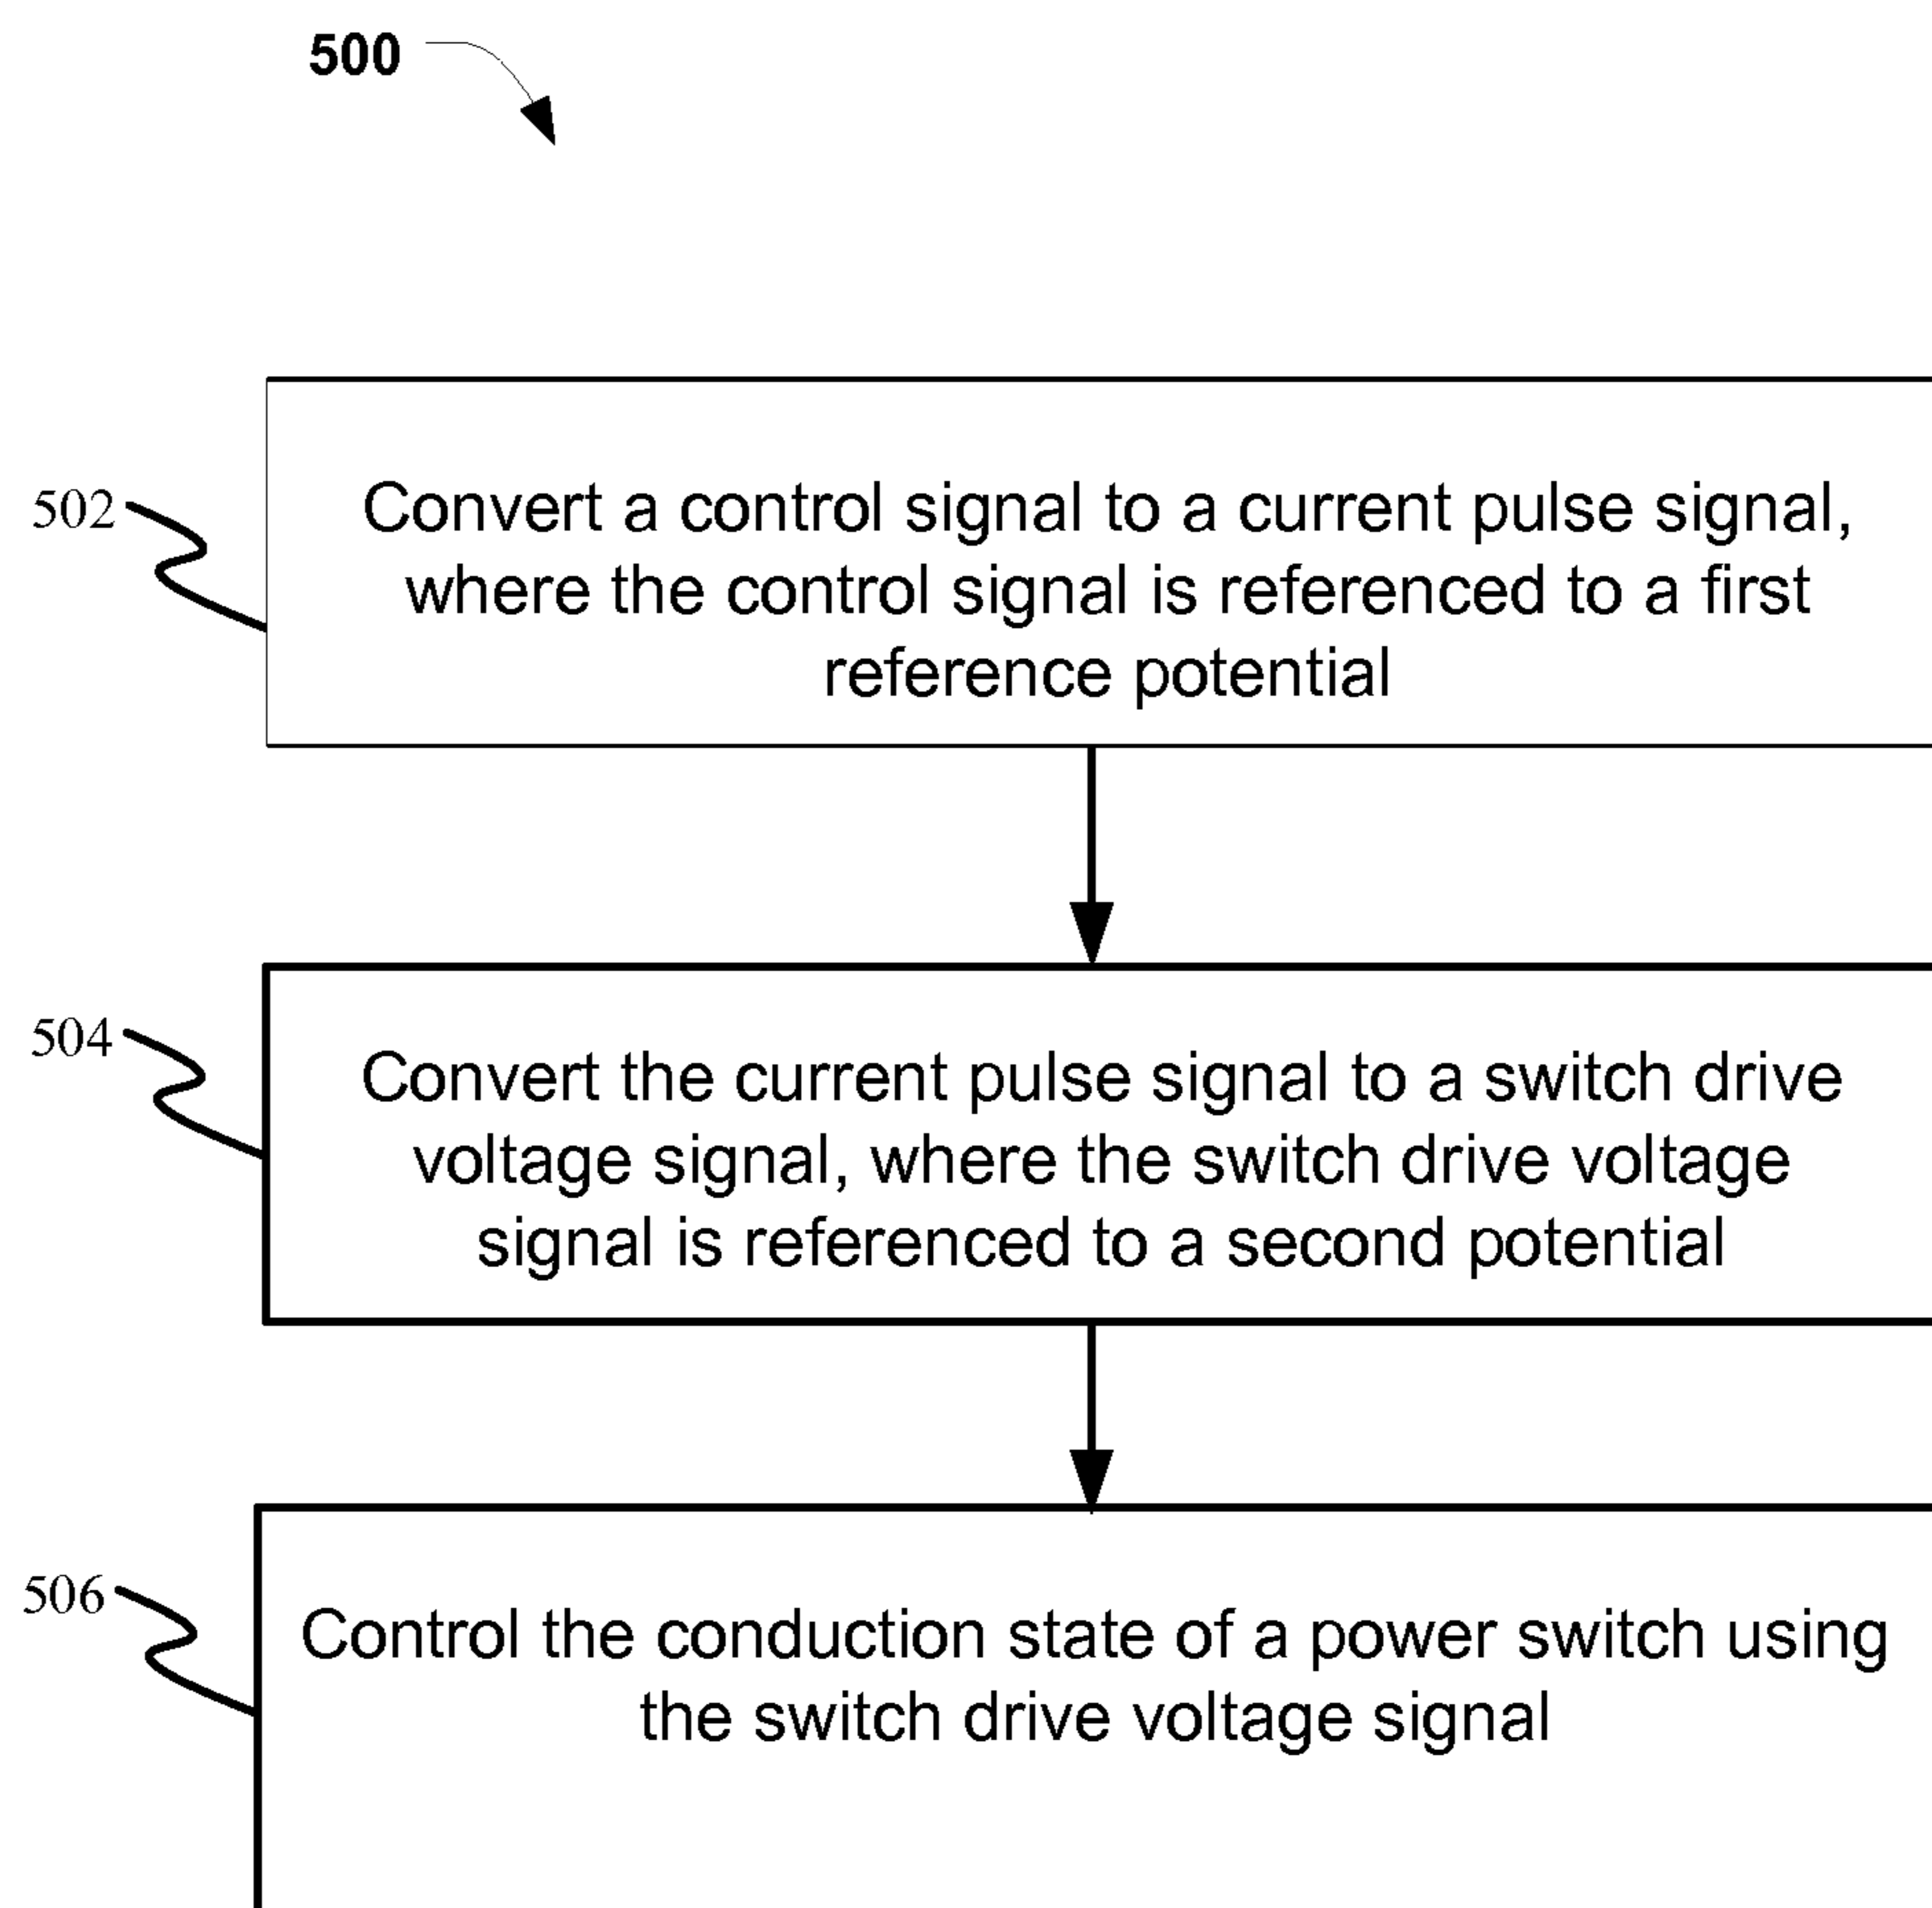 500
502
Convert a control signal to a current pulse signal,
where the control signal is referenced to a first
reference potential
504
Convert the current pulse signal to a switch drive
voltage signal, where the switch drive voltage
signal is referenced to a second potential
506
Control the conduction state of a power switch using
the switch drive voltage signal